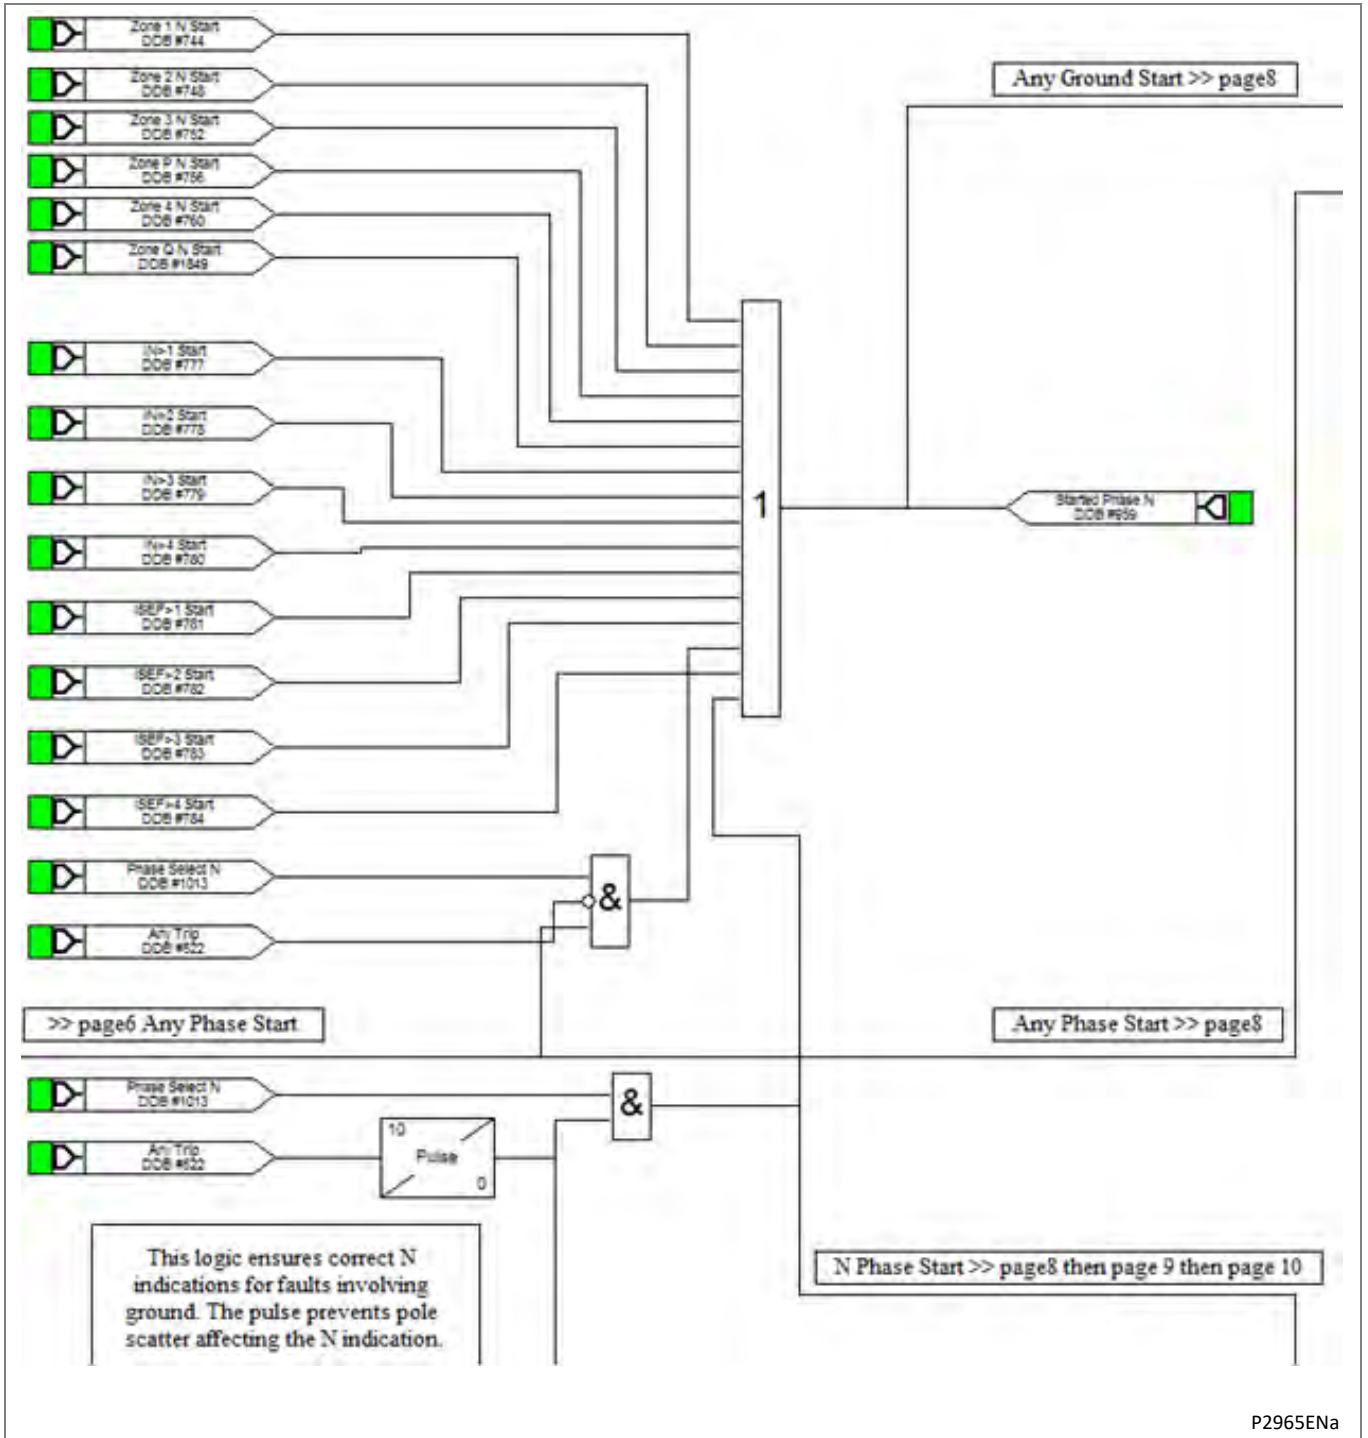 Zone 1 N Start
DDB #744
Any Ground Start >> page8
Zone 2 N Start
DDB #748
Zone 3 N Start
DDB #752
Zone P N Start
DDB #756
Zone 4 N Start
DDB #760
Zone Q N Start
DDB #1849
IN>1 Start
DDB #777
IN>2 Start
DDB #778
IN>3 Start
DDB #779
1
Started Phase N
DDB #959
IN>4 Start
DDB #780
ISEF>1 Start
DDB #781
ISEF>2 Start
DDB #782
ISEF>3 Start
DDB #783
ISEF>4 Start
DDB #784
Phase Select N
DDB #1013
&
Any Trip
DDB #522
>> page6 Any Phase Start
Any Phase Start >> page8
Phase Select N
DDB #1013
&
Any Trip
DDB #522
10
Pulse
0
This logic ensures correct N
indications for faults involving
ground. The pulse prevents pole
scatter affecting the N indication.
N Phase Start >> page8 then page 9 then page 10
P2965ENa